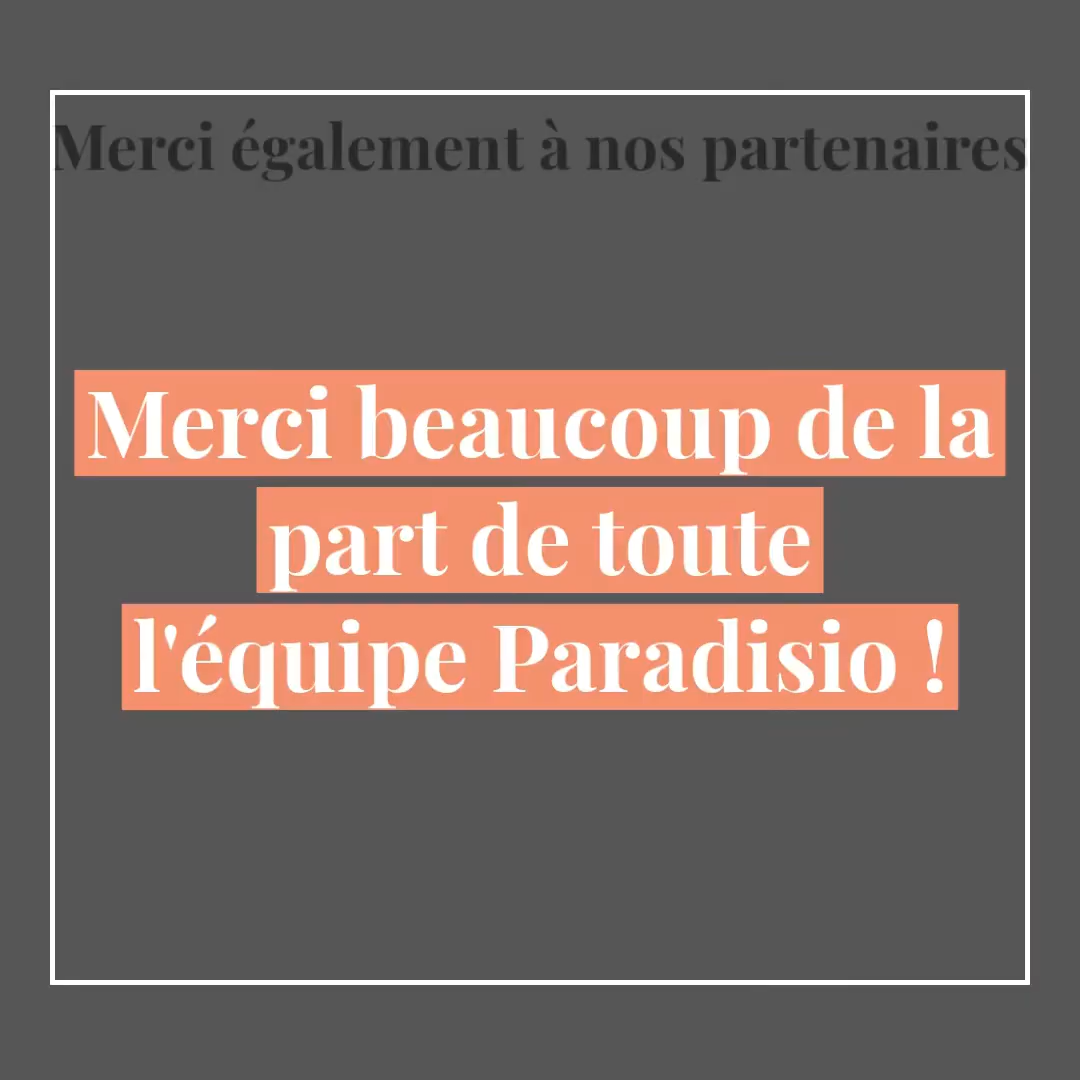 Merci également à nos partenaires
Merci beaucoup de la
part de toute
l'équipe Paradisio !